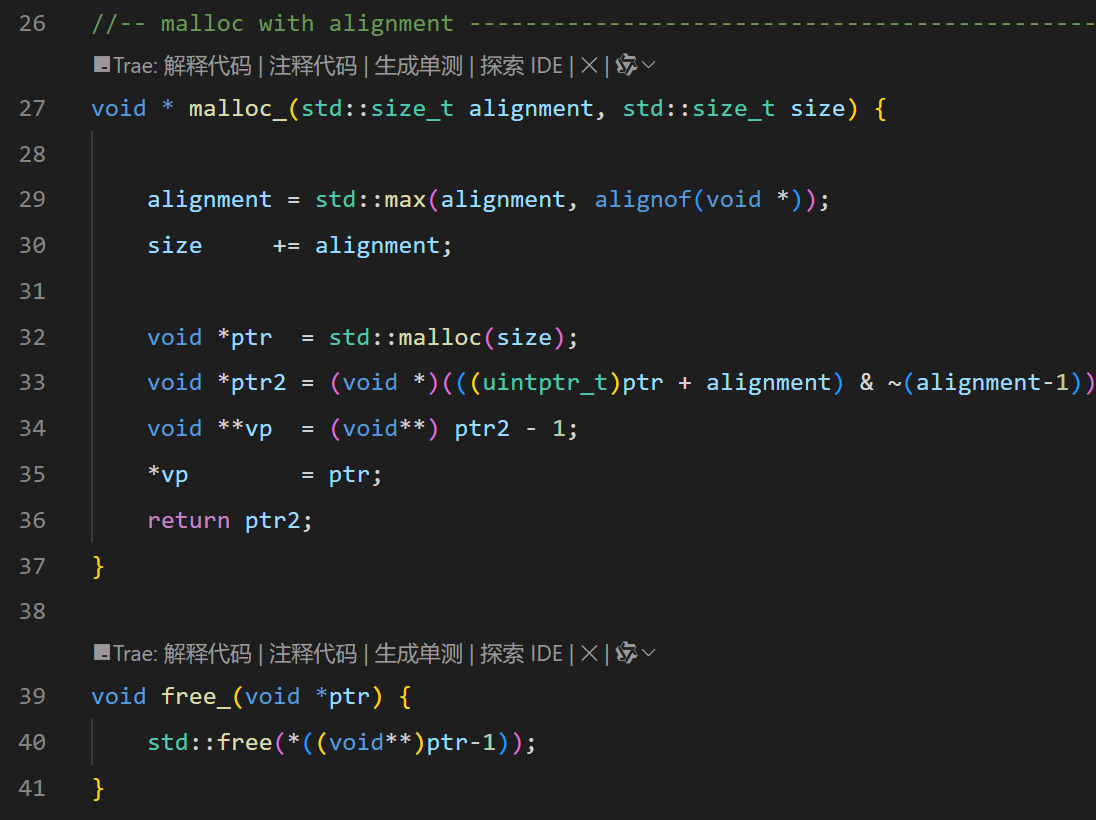 26 //-- malloc with alignment ---------------------------------------------
Trae: 解释代码 | 注释代码 | 生成单测 | 探索 IDE | × |
27 void * malloc_(std::size_t alignment, std::size_t size) {
28
29     alignment = std::max(alignment, alignof(void *));
30     size     += alignment;
31
32     void *ptr  = std::malloc(size);
33     void *ptr2 = (void *)(((uintptr_t)ptr + alignment) & ~(alignment-1))
34     void **vp  = (void**) ptr2 - 1;
35     *vp        = ptr;
36     return ptr2;
37 }
38
Trae: 解释代码 | 注释代码 | 生成单测 | 探索 IDE | × |
39 void free_(void *ptr) {
40     std::free(*((void**)ptr-1));
41 }